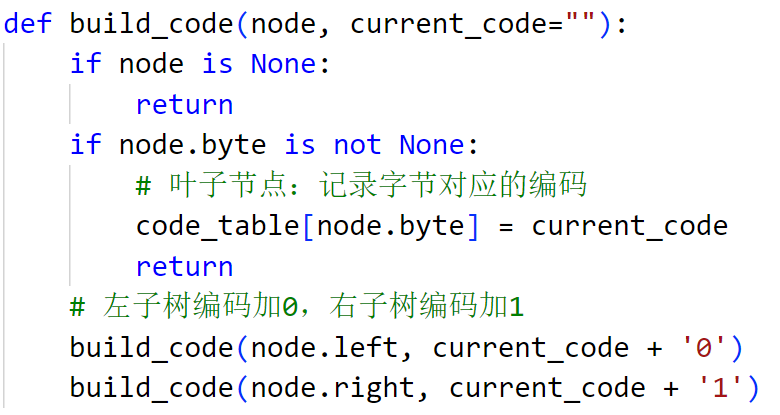 def build_code(node, current_code=""):
    if node is None:
        return
    if node.byte is not None:
        # 叶子节点：记录字节对应的编码
        code_table[node.byte] = current_code
        return
    # 左子树编码加0，右子树编码加1
    build_code(node.left, current_code + '0')
    build_code(node.right, current_code + '1')